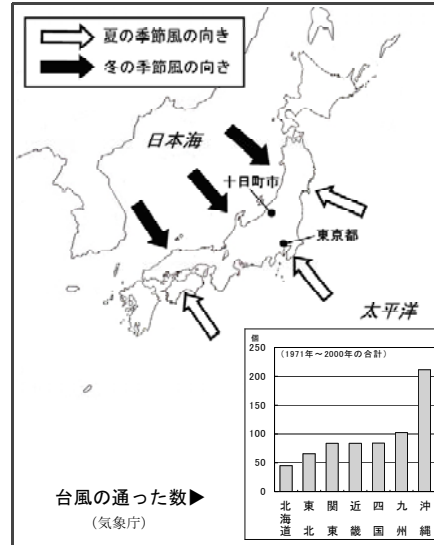 夏の季節風の向き
冬の季節風の向き
日本海
十日町市
東京都
太平洋
個
250
(1971年～2000年の合計)
200
150
100
50
0
北海道
東北
関東
近畿
四国
九州
沖縄
台風の通った数▶
(気象庁)